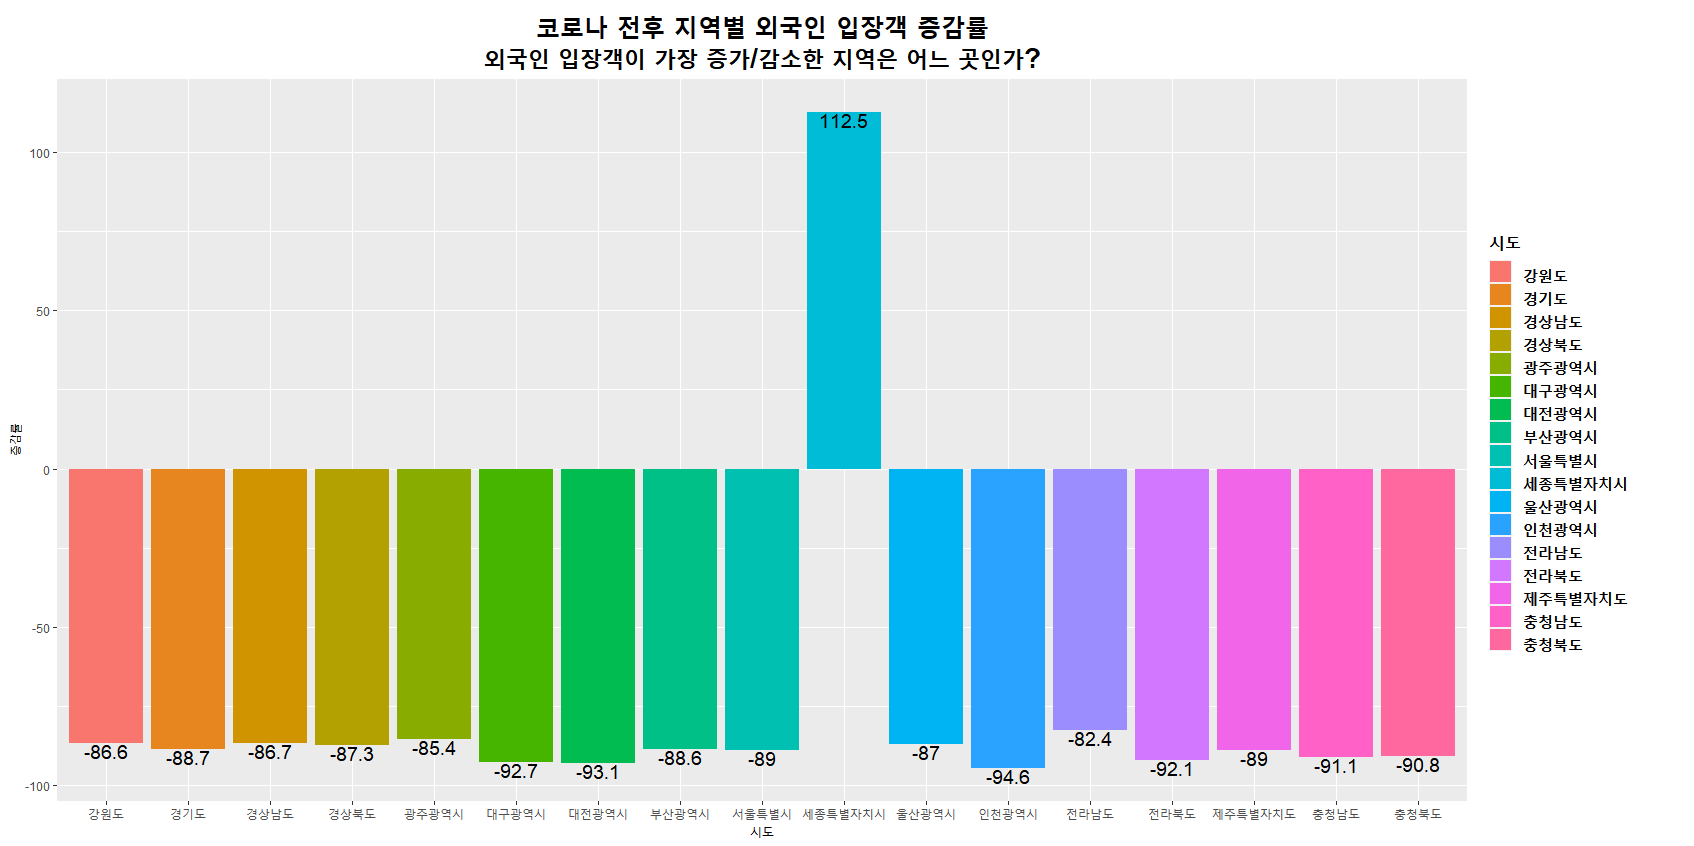 코로나 전후 지역별 외국인 입장객 증감률
외국인 입장객이 가장 증가/감소한 지역은 어느 곳인가?
증감률
100
50
0
-50
-100
112.5
-86.6
-88.7
-86.7
-87.3
-85.4
-92.7
-93.1
-88.6
-89
-87
-94.6
-82.4
-92.1
-89
-91.1
-90.8
강원도 경기도 경상남도 경상북도 광주광역시 대구광역시 대전광역시 부산광역시 서울특별시 세종특별자치시 울산광역시 인천광역시 전라남도 전라북도 제주특별자치도 충청남도 충청북도
시도
시도
강원도
경기도
경상남도
경상북도
광주광역시
대구광역시
대전광역시
부산광역시
서울특별시
세종특별자치시
울산광역시
인천광역시
전라남도
전라북도
제주특별자치도
충청남도
충청북도